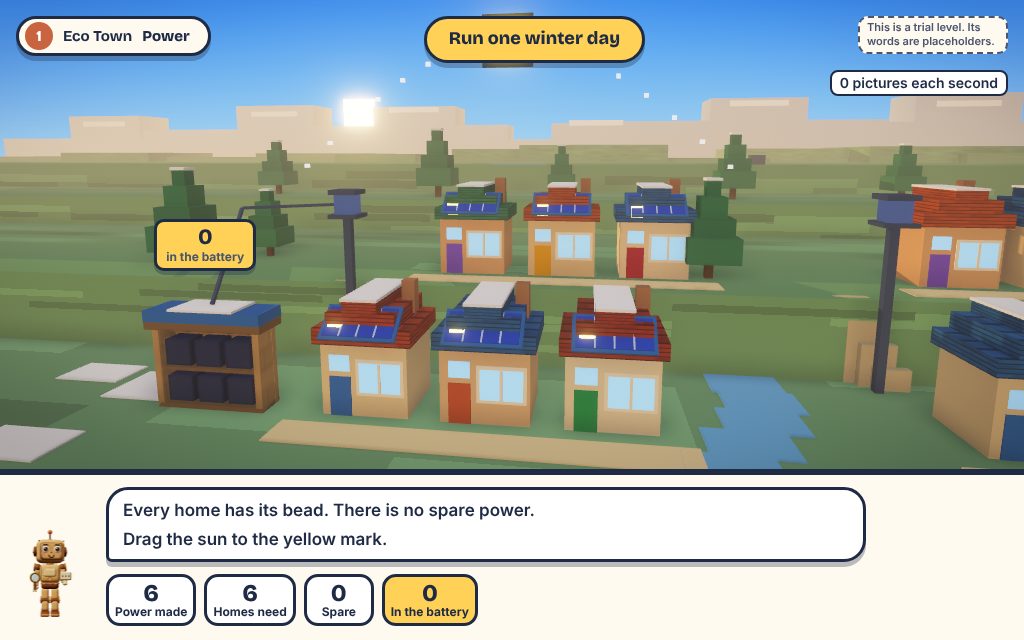 1 Eco Town Power
Run one winter day
This is a trial level. Its
words are placeholders.
0 pictures each second
0
in the battery
Every home has its bead. There is no spare power.
Drag the sun to the yellow mark.
6
Power made
6
Homes need
0
Spare
0
In the battery